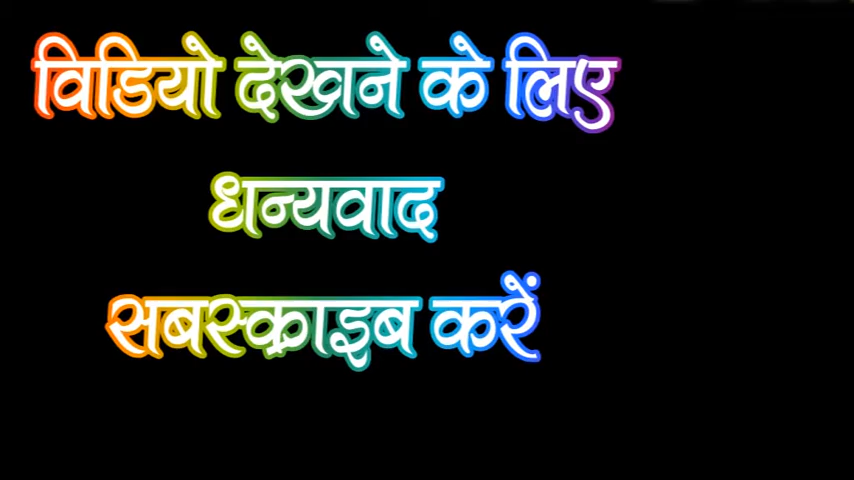 विडियो देखने के लिए
धन्यवाद
सबस्क्राइब करें